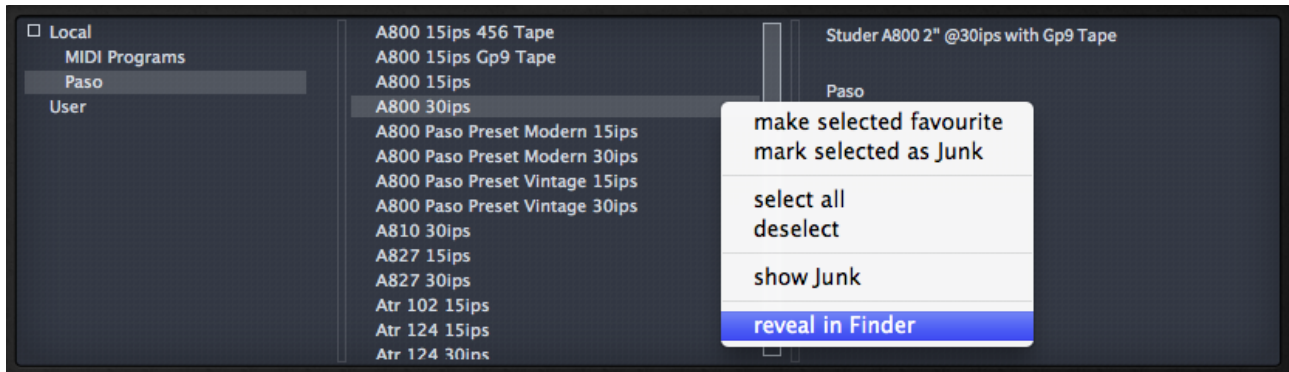 Local
MIDI Programs
Paso
User
A800 15ips 456 Tape
A800 15ips Gp9 Tape
A800 15ips
A800 30ips
A800 Paso Preset Modern 15ips
A800 Paso Preset Modern 30ips
A800 Paso Preset Vintage 15ips
A800 Paso Preset Vintage 30ips
A810 30ips
A827 15ips
A827 30ips
Atr 102 15ips
Atr 124 15ips
Atr 124 30ips
Studer A800 2" @30ips with Gp9 Tape
Paso
make selected favourite
mark selected as Junk
select all
deselect
show Junk
reveal in Finder